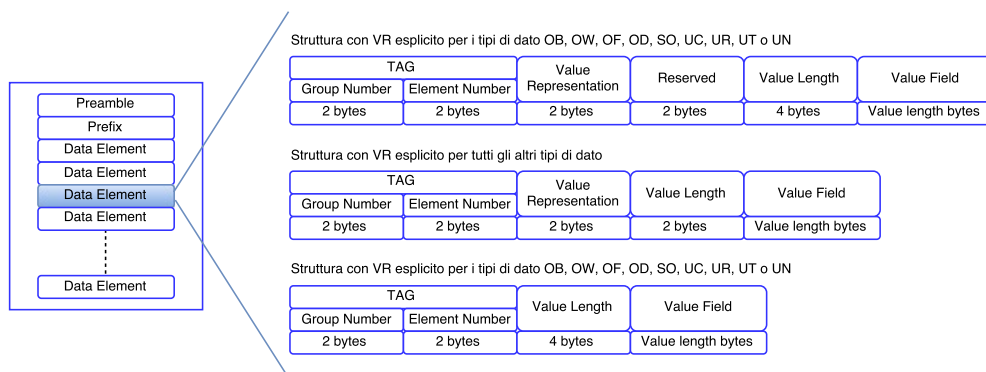 Preamble
Prefix
Data Element
Data Element
Data Element
Data Element
Data Element
Struttura con VR esplicito per i tipi di dato OB, OW, OF, OD, SO, UC, UR, UT o UN
TAG
Value Representation
Reserved
Value Length
Value Field
Group Number
Element Number
2 bytes
2 bytes
2 bytes
2 bytes
4 bytes
Value length bytes
Struttura con VR esplicito per tutti gli altri tipi di dato
TAG
Value Representation
Value Length
Value Field
Group Number
Element Number
2 bytes
2 bytes
2 bytes
2 bytes
Value length bytes
Struttura con VR esplicito per i tipi di dato OB, OW, OF, OD, SO, UC, UR, UT o UN
TAG
Value Length
Value Field
Group Number
Element Number
2 bytes
2 bytes
4 bytes
Value length bytes